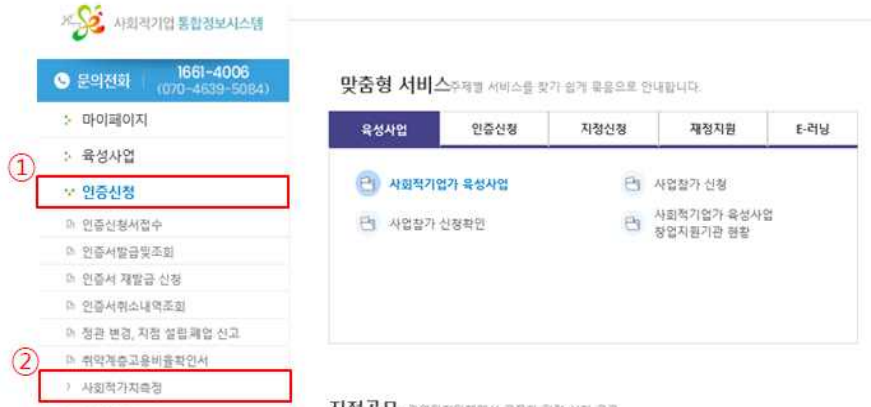 사회적기업 통합정보시스템
문의전화 1661-4006
(070-4639-5084)
마이페이지
육성사업
① 인증신청
인증신청서접수
인증서발급및조회
인증서 재발급 신청
인증서취소내역조회
정관 변경, 지점 설립폐업 신고
취약계층고용비율확인서
② 사회적가치측정
맞춤형 서비스 주제별 서비스를 찾기 쉽게 묶음으로 안내합니다.
육성사업 인증신청 지정신청 재정지원 E-러닝
사회적기업가 육성사업 사업참가 신청
사업참가 신청확인 사회적기업가 육성사업
창업지원기관 현황